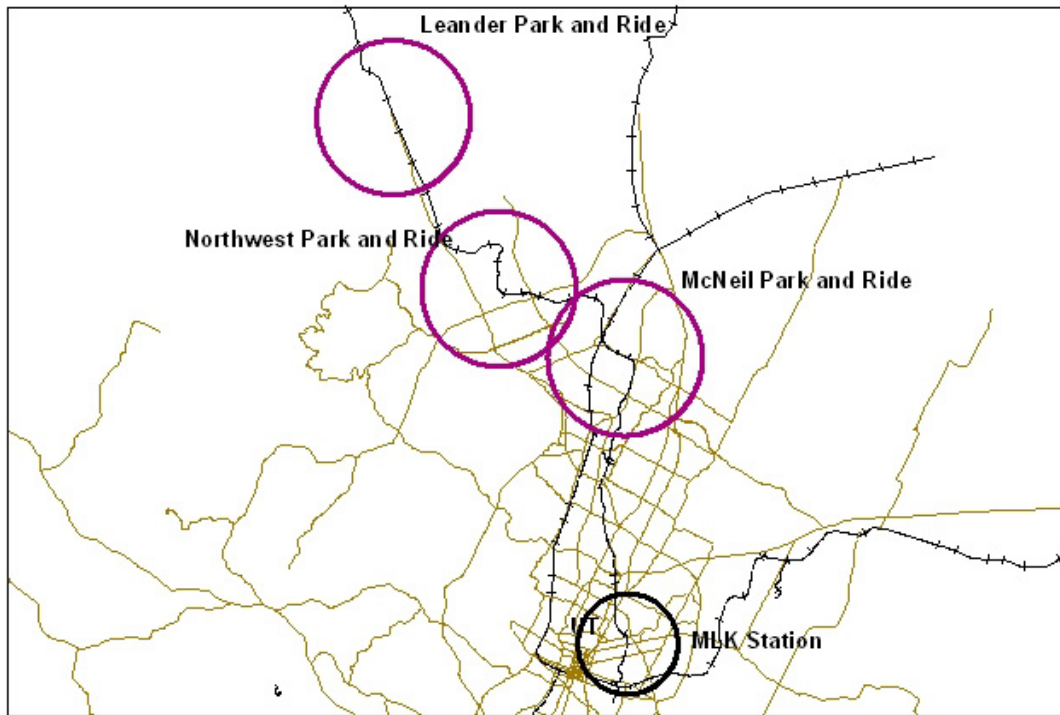 Leander Park and Ride
Northwest Park and Ride
McNeil Park and Ride
UT
MLK Station